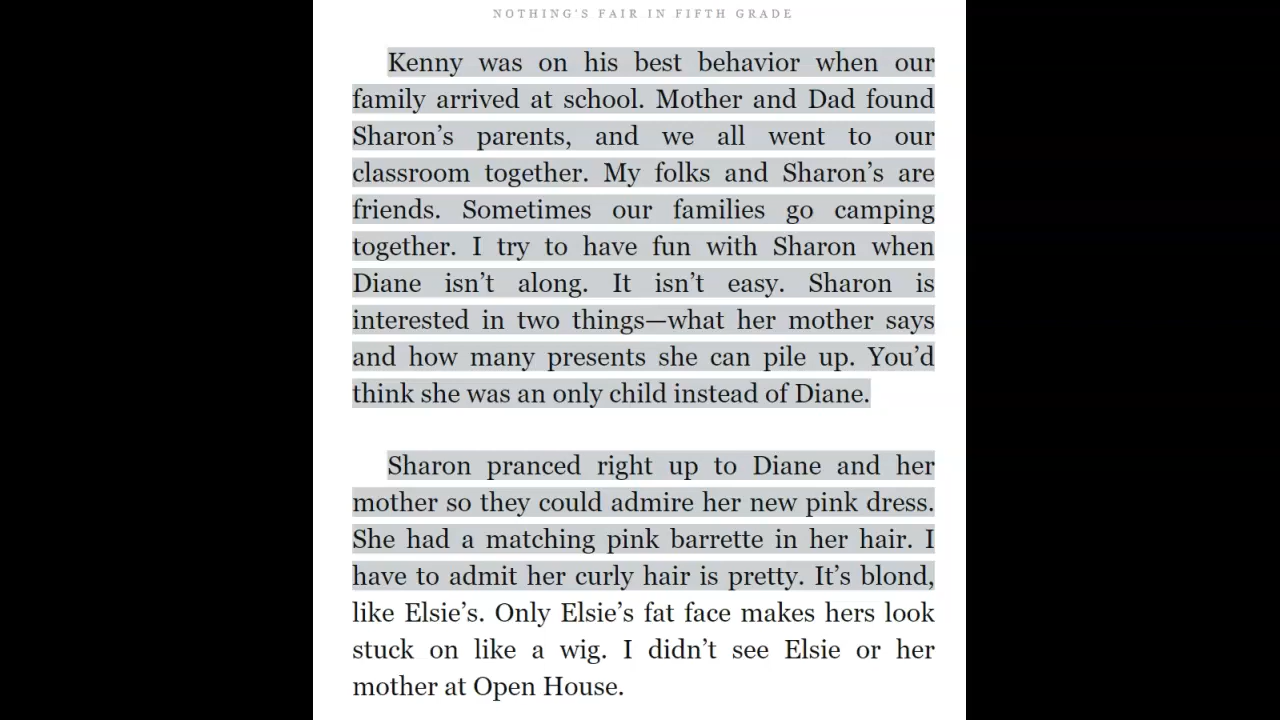 NOTHING'S FAIR IN FIFTH GRADE
Kenny was on his best behavior when our
family arrived at school. Mother and Dad found
Sharon’s parents, and we all went to our
classroom together. My folks and Sharon’s are
friends. Sometimes our families go camping
together. I try to have fun with Sharon when
Diane isn’t along. It isn’t easy. Sharon is
interested in two things—what her mother says
and how many presents she can pile up. You’d
think she was an only child instead of Diane.
Sharon pranced right up to Diane and her
mother so they could admire her new pink dress.
She had a matching pink barrette in her hair. I
have to admit her curly hair is pretty. It’s blond,
like Elsie’s. Only Elsie’s fat face makes hers look
stuck on like a wig. I didn’t see Elsie or her
mother at Open House.